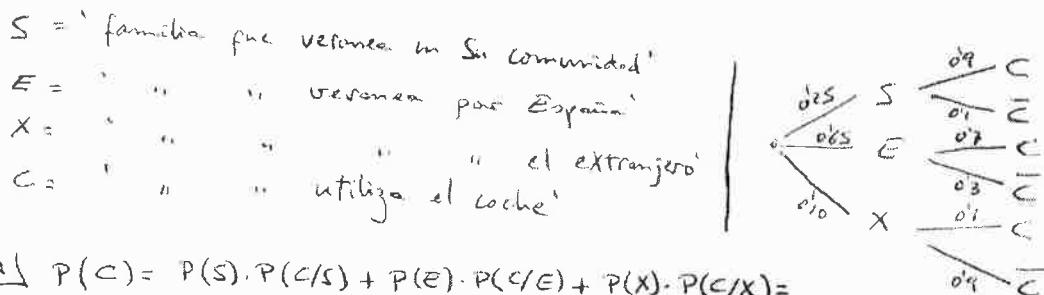 S = 'familia que veranea en su comunidad'
E = ' " " veranea por España'
X = ' " " " " el extranjero'
C = ' " " utiliza el coche'
0'25 S 0'9 C
0'1 C̅
0'65 E 0'7 C
0'3 C̅
0'10 X 0'1 C
0'9 C̅
a] P(C) = P(S)·P(C/S) + P(E)·P(C/E) + P(X)·P(C/X) =